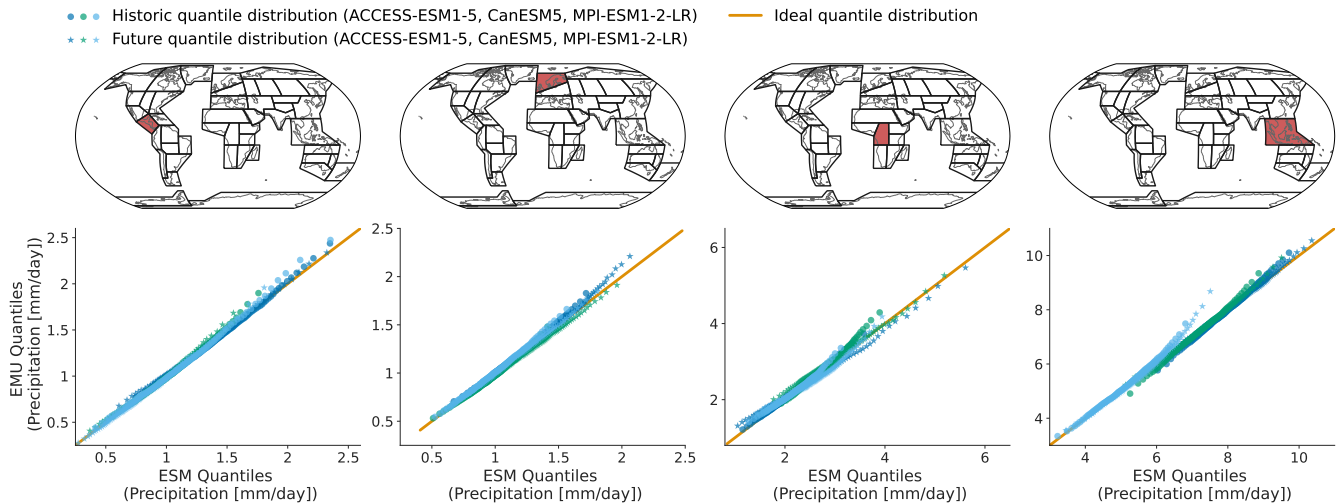 Historic quantile distribution (ACCESS-ESM1-5, CanESM5, MPI-ESM1-2-LR)
Ideal quantile distribution
Future quantile distribution (ACCESS-ESM1-5, CanESM5, MPI-ESM1-2-LR)
EMU Quantiles
(Precipitation [mm/day])
2.5
2
1.5
1
0.5
0.5 1 1.5 2 2.5
ESM Quantiles
(Precipitation [mm/day])
2.5
2
1.5
1
0.5
0.5 1 1.5 2 2.5
ESM Quantiles
(Precipitation [mm/day])
6
4
2
2 4 6
ESM Quantiles
(Precipitation [mm/day])
10
8
6
4
4 6 8 10
ESM Quantiles
(Precipitation [mm/day])